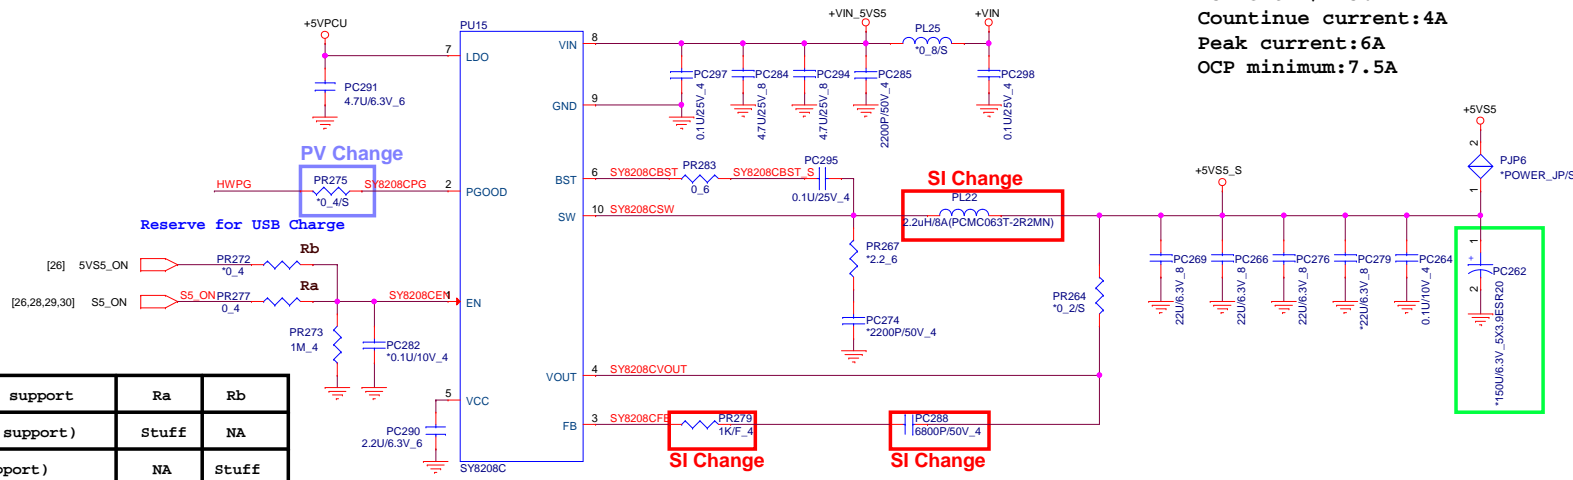 Countinue current:4A
Peak current:6A
OCP minimum:7.5A
+5VPCU
PU15
7
LDO
PC291
4.7U/6.3V_6
VIN
8
+VIN_5VS5
PL25
*0_8/S
+VIN
GND
9
PC297
0.1U/25V_4
PC284
4.7U/25V_8
PC294
4.7U/25V_8
PC285
2200P/50V_4
PC298
0.1U/25V_4
PV Change
HWPG
PR275
*0_4/S
SY8208CPG
2
PGOOD
BST
6
SY8208CBST
PR283
0_6
SY8208CBST_S
PC295
0.1U/25V_4
SW
10
SY8208CSW
SI Change
PL22
2.2uH/8A(PCMC063T-2R2MN)
+5VS5_S
+5VS5
2
PJP6
*POWER_JP/S
1
Reserve for USB Charge
Rb
[26]
5VS5_ON
PR272
*0_4
Ra
[26,28,29,30]
S5_ON
S5_ON
PR277
0_4
SY8208CEN
1
EN
PR273
1M_4
PC282
*0.1U/10V_4
PR267
*2.2_6
PC274
*2200P/50V_4
PR264
*0_2/S
PC269
22U/6.3V_8
PC266
22U/6.3V_8
PC276
22U/6.3V_8
PC279
*22U/6.3V_8
PC264
0.1U/10V_4
1
+
PC262
2
*150U/6.3V_5X3.9ESR20
VOUT
4
SY8208CVOUT
5
VCC
PC290
2.2U/6.3V_6
FB
3
SY8208CFB
PR279
1K/F_4
PC288
6800P/50V_4
SI Change
SI Change
SY8208C
support Ra Rb
support) Stuff NA
port) NA Stuff